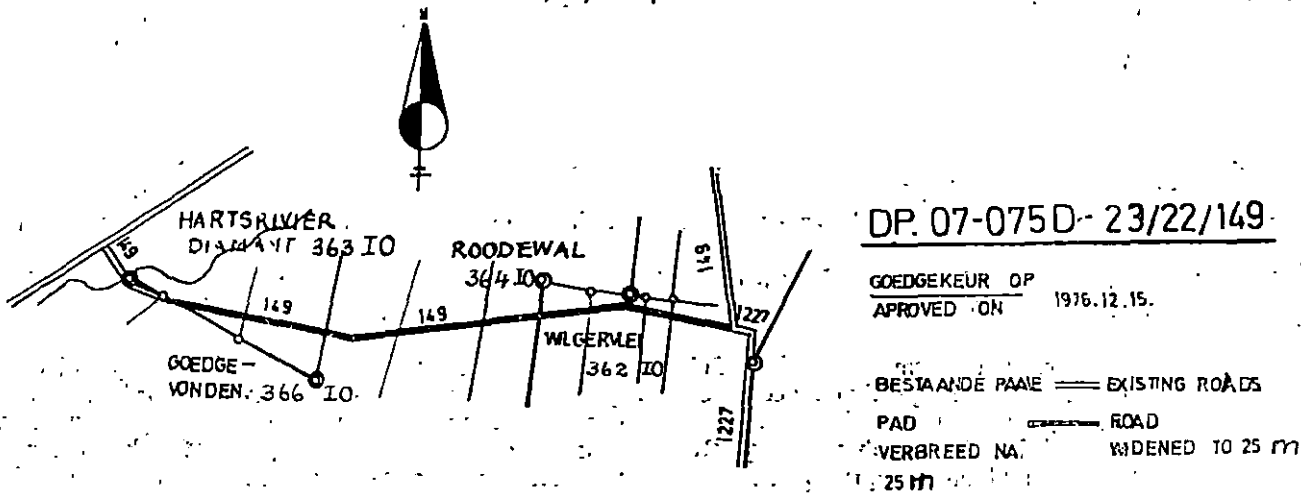 N
HARTSRIVIER
DIAMANT 363 IO
149
ROODEWAL
364 IO
149
149
149
1227
WLGERVLEI
362 IO
GOEDGE-
VONDEN. 366 IO
1227
DP. 07-075D-23/22/149
GOEDGEKEUR OP
APROVED ON 1976.12.15.
BESTAANDE PAAIE EXISTING ROADS
PAD ROAD
VERBREED NA. WIDENED TO 25 m
25 m